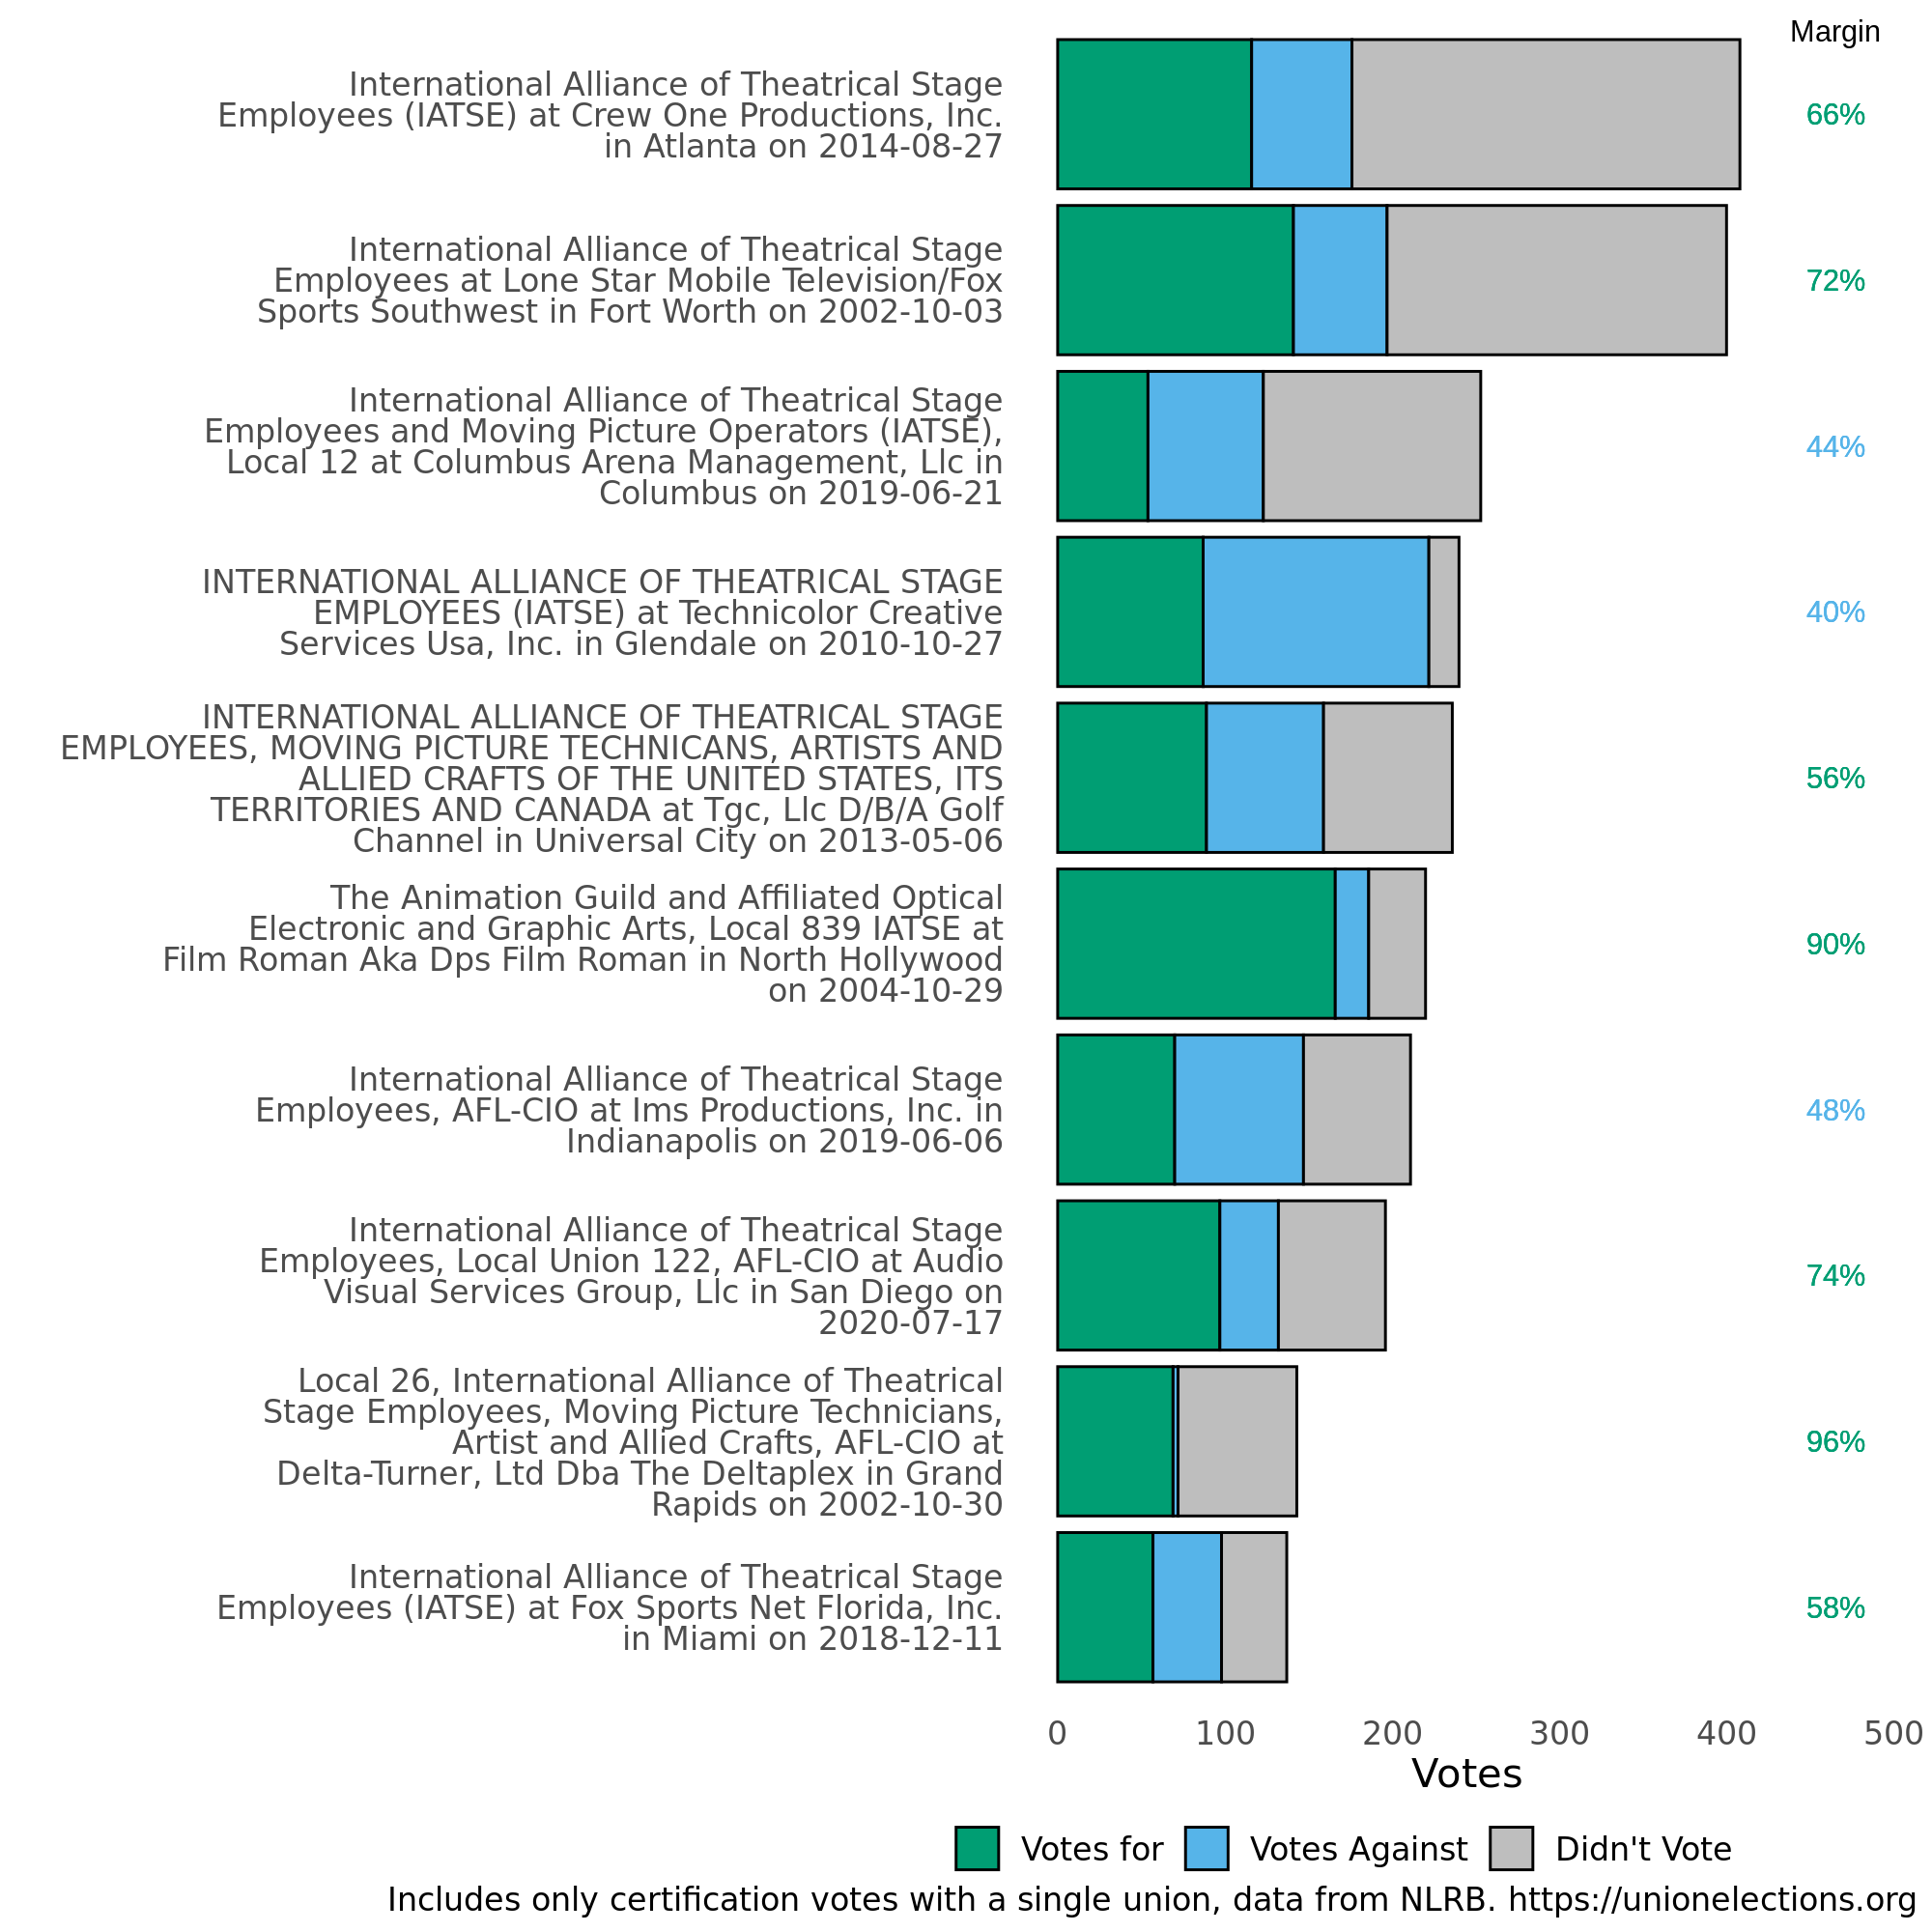 Margin
International Alliance of Theatrical Stage
Employees (IATSE) at Crew One Productions, Inc.
in Atlanta on 2014-08-27
66%
International Alliance of Theatrical Stage
Employees at Lone Star Mobile Television/Fox
Sports Southwest in Fort Worth on 2002-10-03
72%
International Alliance of Theatrical Stage
Employees and Moving Picture Operators (IATSE),
Local 12 at Columbus Arena Management, Llc in
Columbus on 2019-06-21
44%
INTERNATIONAL ALLIANCE OF THEATRICAL STAGE
EMPLOYEES (IATSE) at Technicolor Creative
Services Usa, Inc. in Glendale on 2010-10-27
40%
INTERNATIONAL ALLIANCE OF THEATRICAL STAGE
EMPLOYEES, MOVING PICTURE TECHNICANS, ARTISTS AND
ALLIED CRAFTS OF THE UNITED STATES, ITS
TERRITORIES AND CANADA at Tgc, Llc D/B/A Golf
Channel in Universal City on 2013-05-06
56%
The Animation Guild and Affiliated Optical
Electronic and Graphic Arts, Local 839 IATSE at
Film Roman Aka Dps Film Roman in North Hollywood
on 2004-10-29
90%
International Alliance of Theatrical Stage
Employees, AFL-CIO at Ims Productions, Inc. in
Indianapolis on 2019-06-06
48%
International Alliance of Theatrical Stage
Employees, Local Union 122, AFL-CIO at Audio
Visual Services Group, Llc in San Diego on
2020-07-17
74%
Local 26, International Alliance of Theatrical
Stage Employees, Moving Picture Technicians,
Artist and Allied Crafts, AFL-CIO at
Delta-Turner, Ltd Dba The Deltaplex in Grand
Rapids on 2002-10-30
96%
International Alliance of Theatrical Stage
Employees (IATSE) at Fox Sports Net Florida, Inc.
in Miami on 2018-12-11
58%
0 100 200 300 400 500
Votes
Votes for Votes Against Didn't Vote
Includes only certification votes with a single union, data from NLRB. https://unionelections.org